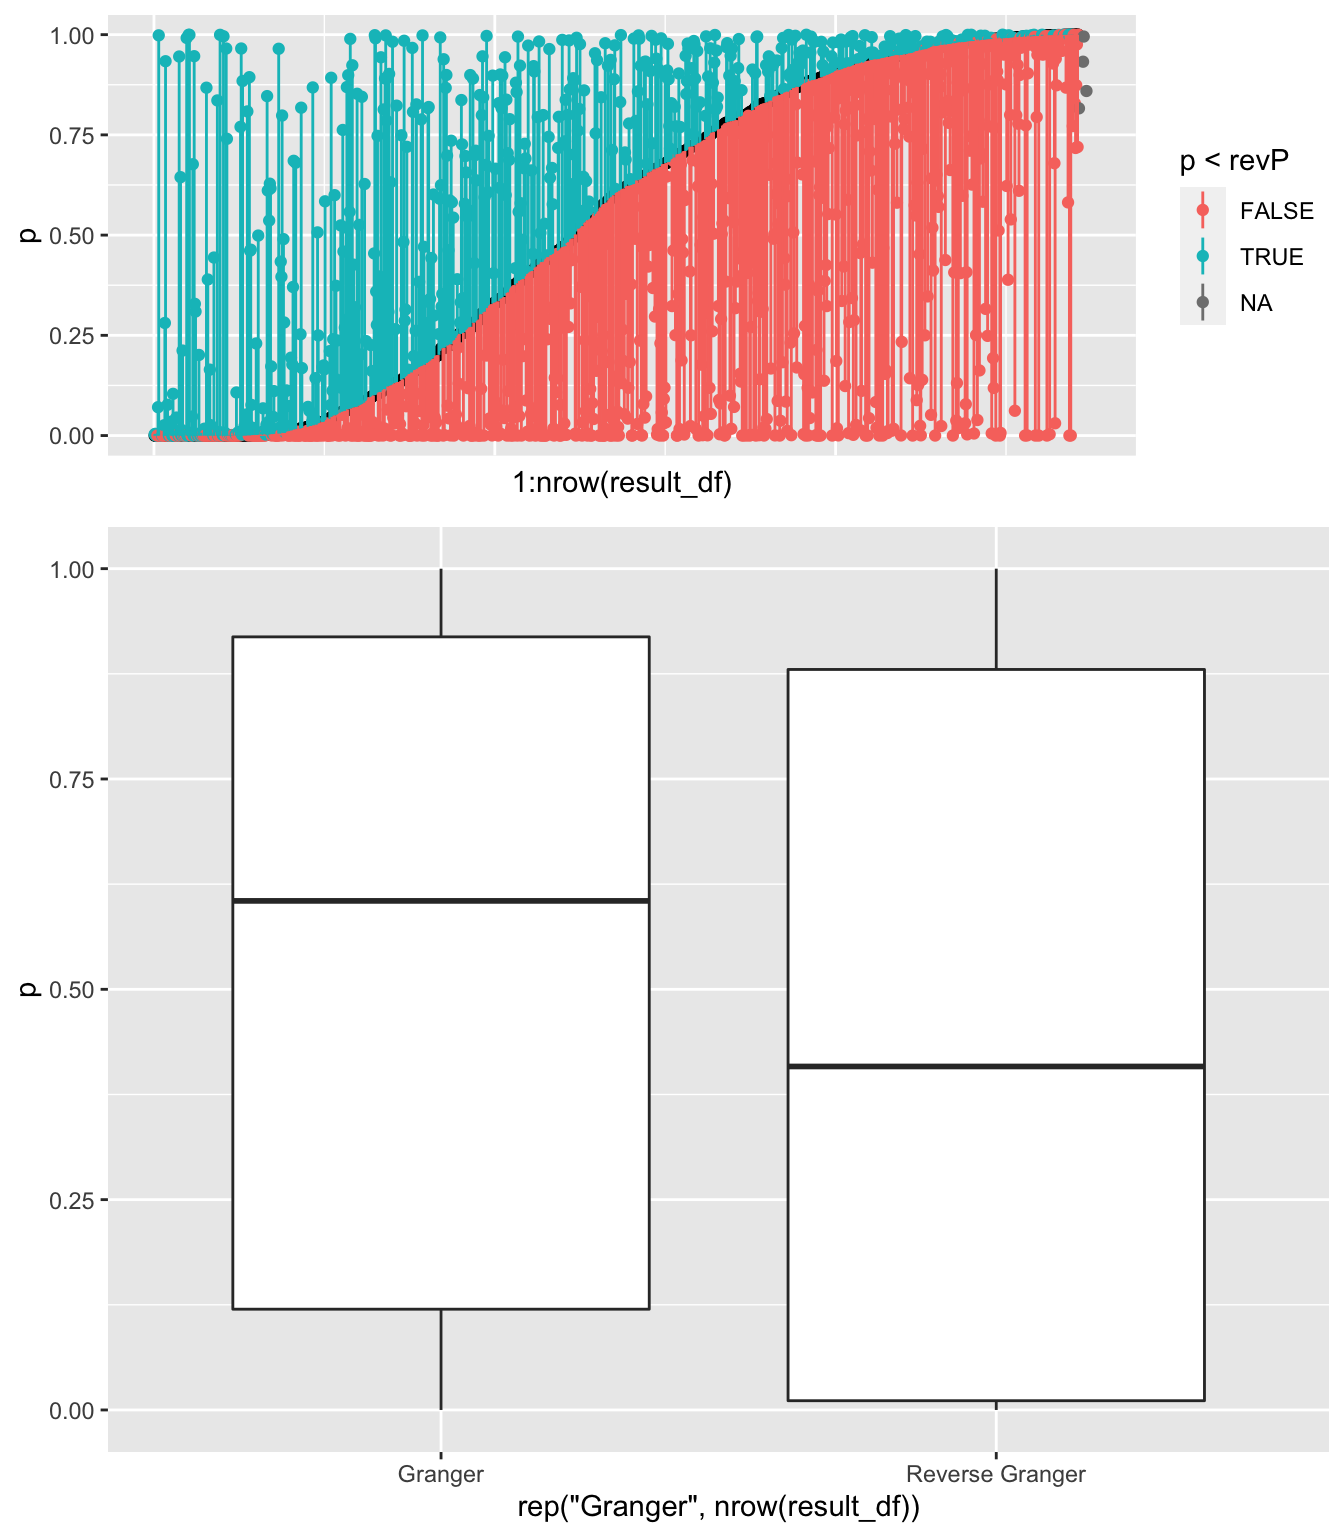 1.00
0.75
0.50
0.25
0.00
p
1:nrow(result_df)
p < revP
FALSE
TRUE
NA
1.00
0.75
0.50
0.25
0.00
p
Granger
Reverse Granger
rep("Granger", nrow(result_df))